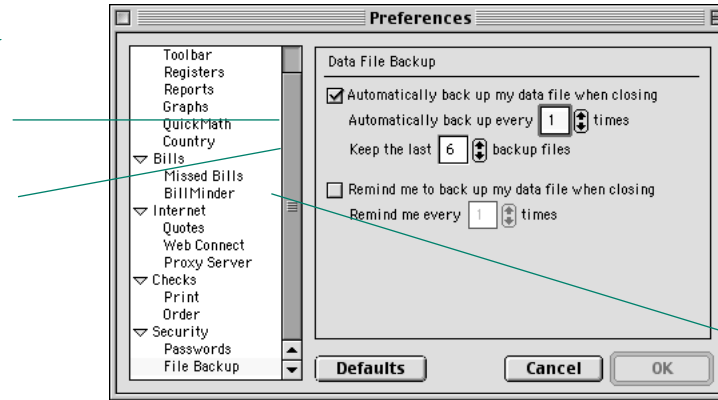 Preferences
Toolbar
Registers
Reports
Graphs
QuickMath
Country
Bills
Missed Bills
BillMinder
Internet
Quotes
Web Connect
Proxy Server
Checks
Print
Order
Security
Passwords
File Backup
Data File Backup
Automatically back up my data file when closing
Automatically back up every 1 times
Keep the last 6 backup files
Remind me to back up my data file when closing
Remind me every 1 times
Defaults Cancel OK